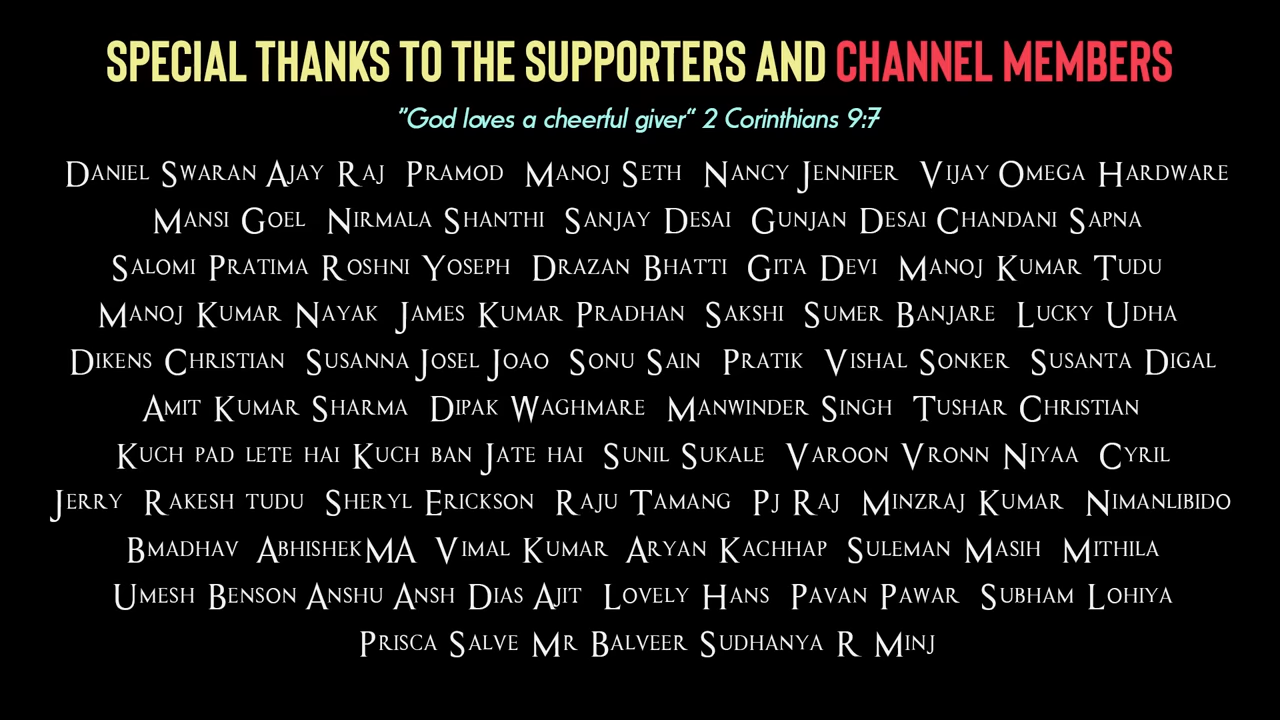 SPECIAL THANKS TO THE SUPPORTERS AND CHANNEL MEMBERS
"God loves a cheerful giver" 2 Corinthians 9:7
Daniel Swaran Ajay Raj Pramod Manoj Seth Nancy Jennifer Vijay Omega Hardware
Mansi Goel Nirmala Shanthi Sanjay Desai Gunjan Desai Chandani Sapna
Salomi Pratima Roshni Yoseph Drazan Bhatti Gita Devi Manoj Kumar Tudu
Manoj Kumar Nayak James Kumar Pradhan Sakshi Sumer Banjare Lucky Udha
Dikens Christian Susanna Josel Joao Sonu Sain Pratik Vishal Sonker Susanta Digal
Amit Kumar Sharma Dipak Waghmare Manwinder Singh Tushar Christian
Kuch pad lete hai Kuch ban Jate hai Sunil Sukale Varoon Vronn Niyaa Cyril
Jerry Rakesh tudu Sheryl Erickson Raju Tamang Pj Raj Minzraj Kumar Nimanlibido
Bmadhav AbhishekMA Vimal Kumar Aryan Kachhap Suleman Masih Mithila
Umesh Benson Anshu Ansh Dias Ajit Lovely Hans Pavan Pawar Subham Lohiya
Prisca Salve Mr Balveer Sudhanya R Minj